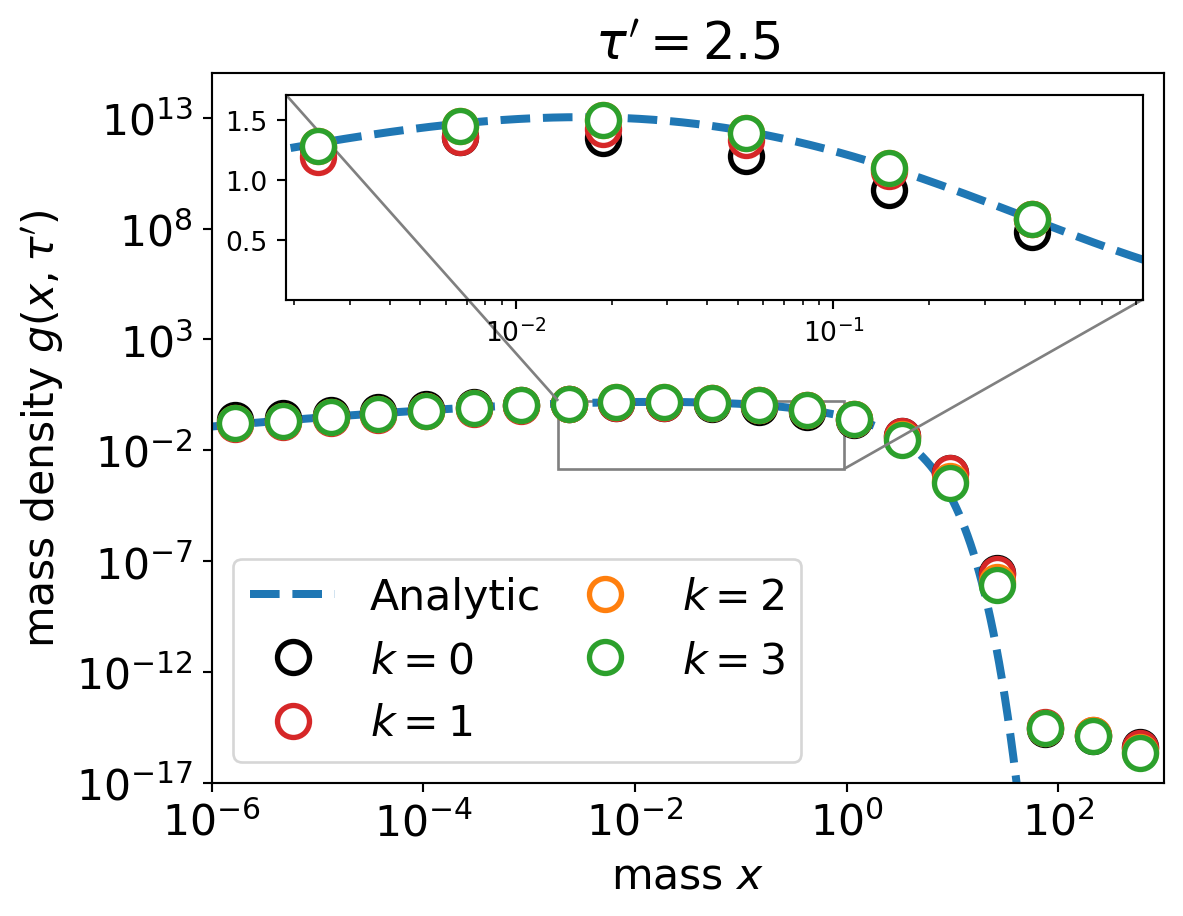 τ′ = 2.5
mass density g(x, τ′)
10¹³
10⁸
10³
10⁻²
10⁻⁷
10⁻¹²
10⁻¹⁷
1.5
1.0
0.5
10⁻²
10⁻¹
Analytic
k = 0
k = 1
k = 2
k = 3
10⁻⁶
10⁻⁴
10⁻²
10⁰
10²
mass x